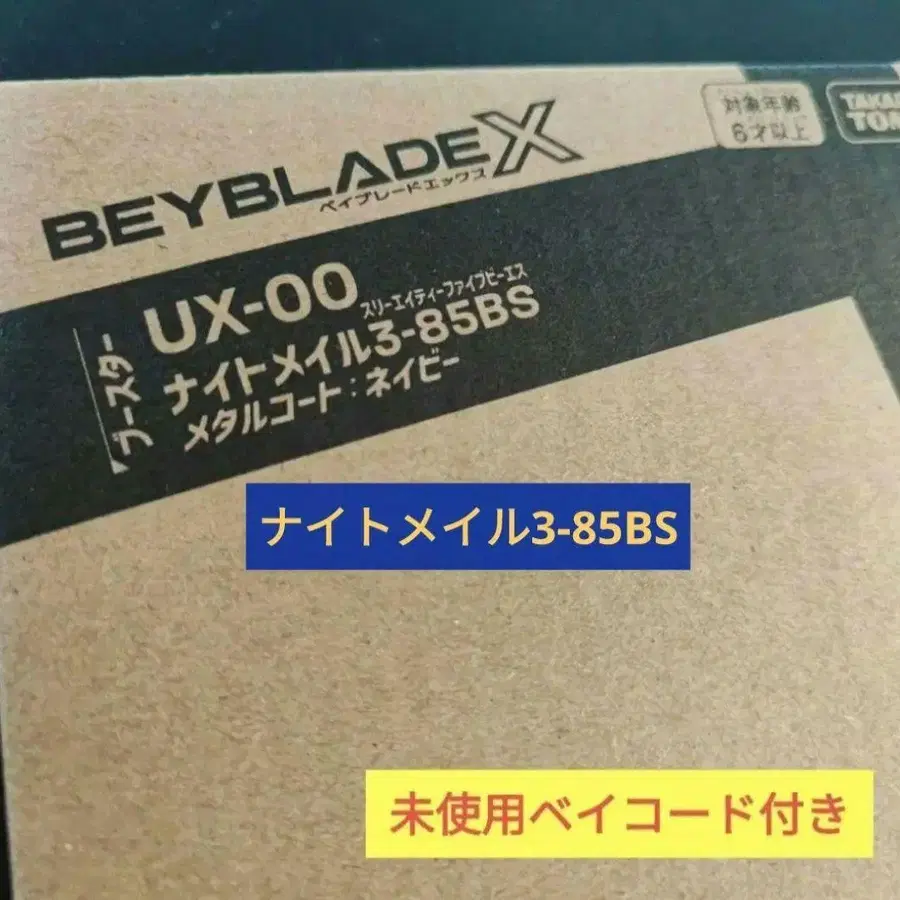 対象年齢
6才以上
BEYBLADE X
ベイブレードエックス
ブースター
UX-00
スリーエイティーファイブビーエス
ナイトメイル3-85BS
メタルコート:ネイビー
ナイトメイル3-85BS
未使用ベイコード付き